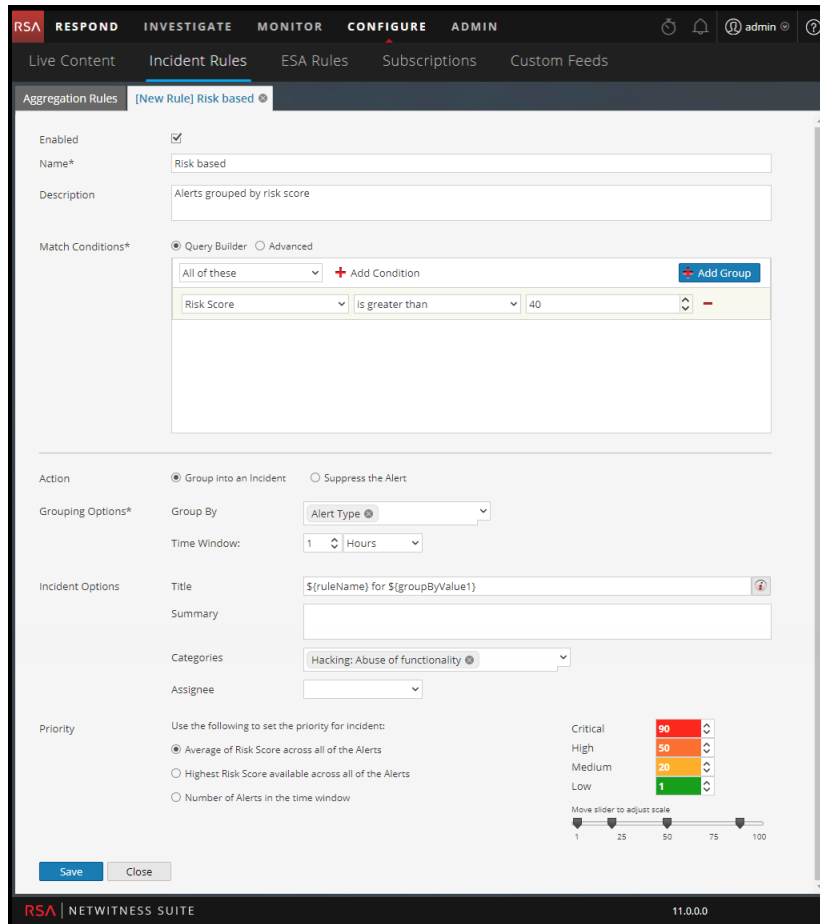 RSA RESPOND INVESTIGATE MONITOR CONFIGURE ADMIN admin ?
Live Content Incident Rules ESA Rules Subscriptions Custom Feeds
Aggregation Rules [New Rule] Risk based
Enabled
Name* Risk based
Description Alerts grouped by risk score
Match Conditions* Query Builder Advanced
All of these + Add Condition + Add Group
Risk Score is greater than 40
Action Group into an Incident Suppress the Alert
Grouping Options* Group By Alert Type
Time Window: 1 Hours
Incident Options Title ${ruleName} for ${groupByValue1}
Summary
Categories Hacking: Abuse of functionality
Assignee
Priority Use the following to set the priority for incident: Critical 90
Average of Risk Score across all of the Alerts High 50
Highest Risk Score available across all of the Alerts Medium 20
Number of Alerts in the time window Low 1
Move slider to adjust scale
1 25 50 75 100
Save Close
RSA | NETWITNESS SUITE 11.0.0.0